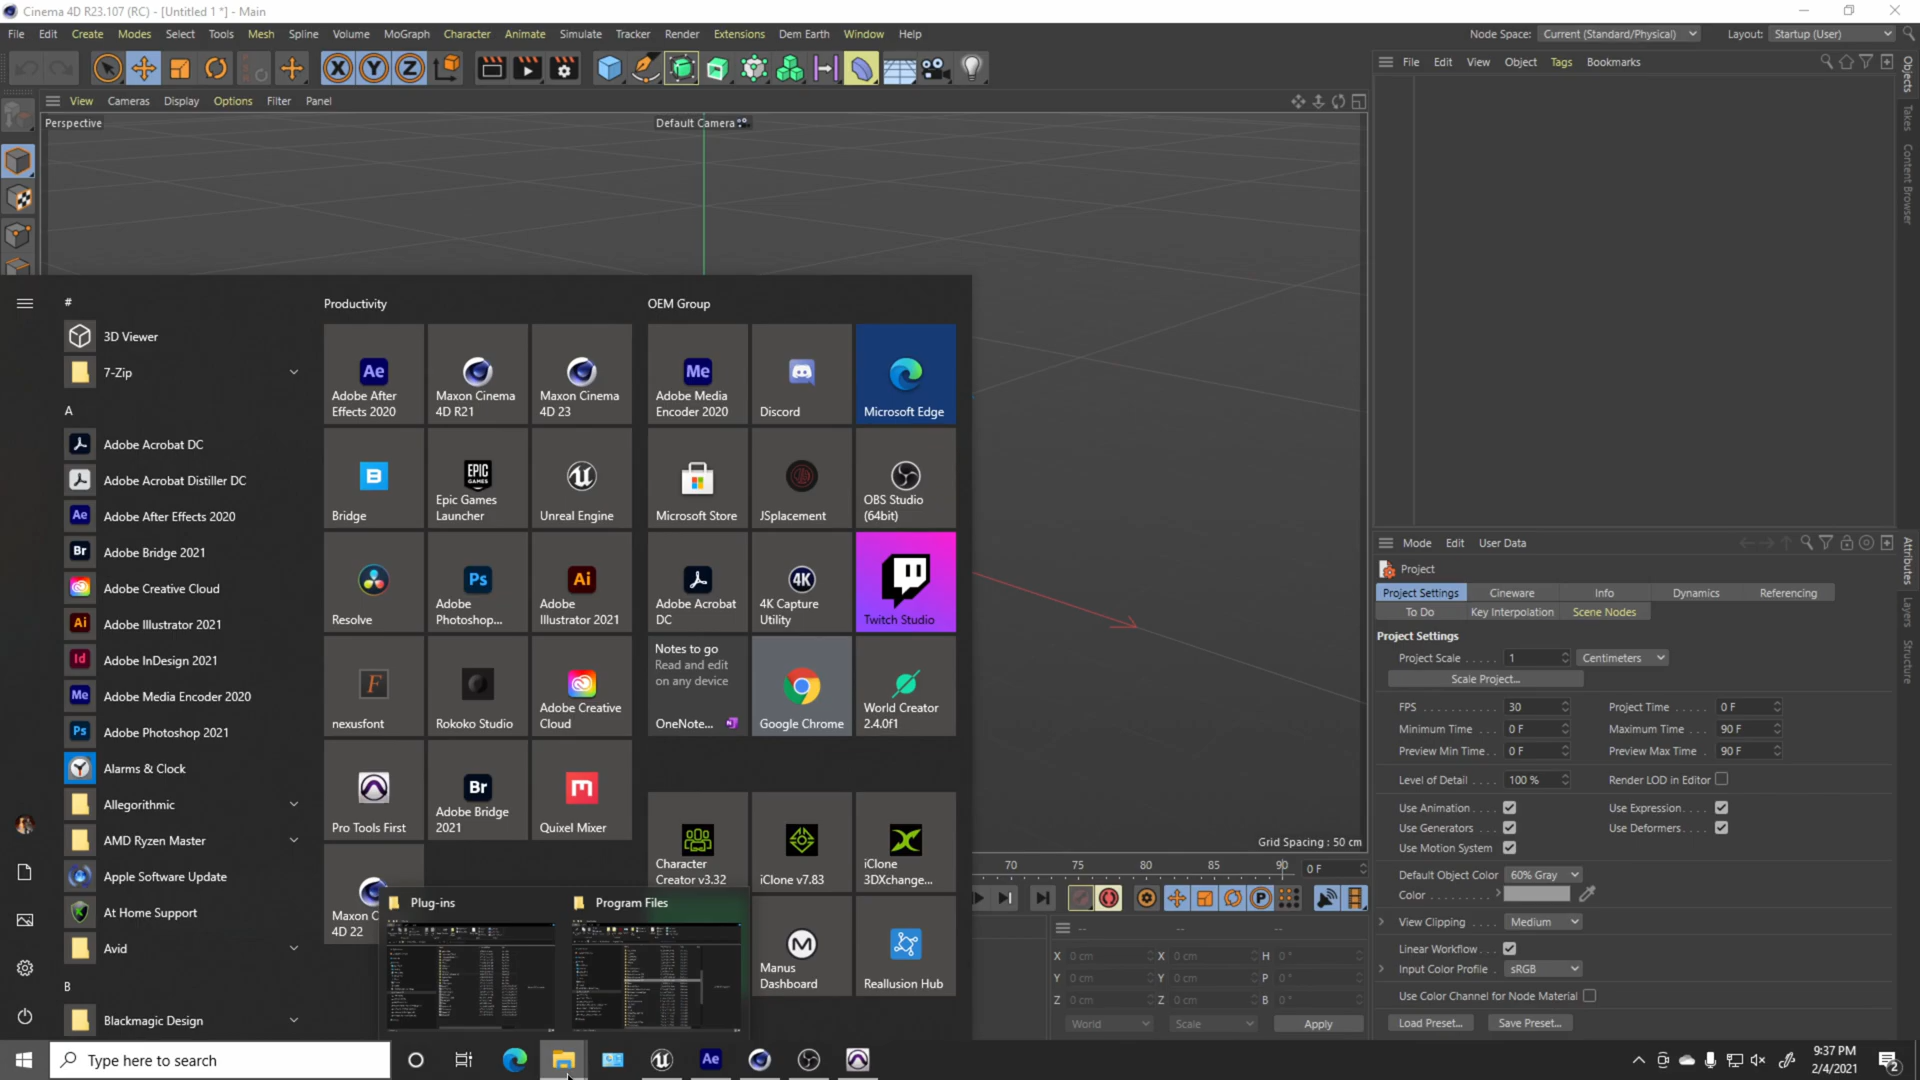 Cinema 4D R23.107 (RC) - [Untitled 1 *] - Main
File Edit Create Modes Select Tools Mesh Spline Volume MoGraph Character Animate Simulate Tracker Render Extensions Dem Earth Window Help
Node Space: Current (Standard/Physical) Layout: Startup (User)
File Edit View Object Tags Bookmarks
View Cameras Display Options Filter Panel
Perspective
Default Camera
Objects
Takes
Content Browser
#
3D Viewer
7-Zip
A
Adobe Acrobat DC
Adobe Acrobat Distiller DC
Adobe After Effects 2020
Adobe Bridge 2021
Adobe Creative Cloud
Adobe Illustrator 2021
Adobe InDesign 2021
Adobe Media Encoder 2020
Adobe Photoshop 2021
Alarms & Clock
Allegorithmic
AMD Ryzen Master
Apple Software Update
At Home Support
Avid
B
Blackmagic Design
Productivity
Adobe After Effects 2020
Maxon Cinema 4D R21
Maxon Cinema 4D 23
Bridge
Epic Games Launcher
Unreal Engine
Resolve
Adobe Photoshop...
Adobe Illustrator 2021
nexusfont
Rokoko Studio
Adobe Creative Cloud
Pro Tools First
Adobe Bridge 2021
Quixel Mixer
Maxon C
4D 22
OEM Group
Adobe Media Encoder 2020
Discord
Microsoft Edge
Microsoft Store
JSplacement
OBS Studio (64bit)
Adobe Acrobat DC
4K Capture Utility
Twitch Studio
Notes to go
Read and edit on any device
OneNote...
Google Chrome
World Creator 2.4.0f1
Character Creator v3.32
iClone v7.83
iClone 3DXchange...
Manus Dashboard
Reallusion Hub
Plug-ins
Program Files
Grid Spacing : 50 cm
70 75 80 85 90 0 F
-- -- --
X 0 cm X 0 cm H 0 °
Y 0 cm Y 0 cm P 0 °
Z 0 cm Z 0 cm B 0 °
World Scale Apply
Mode Edit User Data
Project
Project Settings Cineware Info Dynamics Referencing
To Do Key Interpolation Scene Nodes
Project Settings
Project Scale . . . . . 1 Centimeters
Scale Project...
FPS . . . . . . . . . . . 30 Project Time . . . 0 F
Minimum Time . . . 0 F Maximum Time . . . 90 F
Preview Min Time . . 0 F Preview Max Time . 90 F
Level of Detail . . . . 100 % Render LOD in Editor
Use Animation . . . . Use Expression . . . .
Use Generators . . . Use Deformers . . . .
Use Motion System
Default Object Color 60% Gray
Color . . . . . . . . .
View Clipping . . . . Medium
Linear Workflow . . .
Input Color Profile . sRGB
Use Color Channel for Node Material
Load Preset... Save Preset...
Attributes
Layers
Structure
Type here to search
9:37 PM
2/4/2021
2